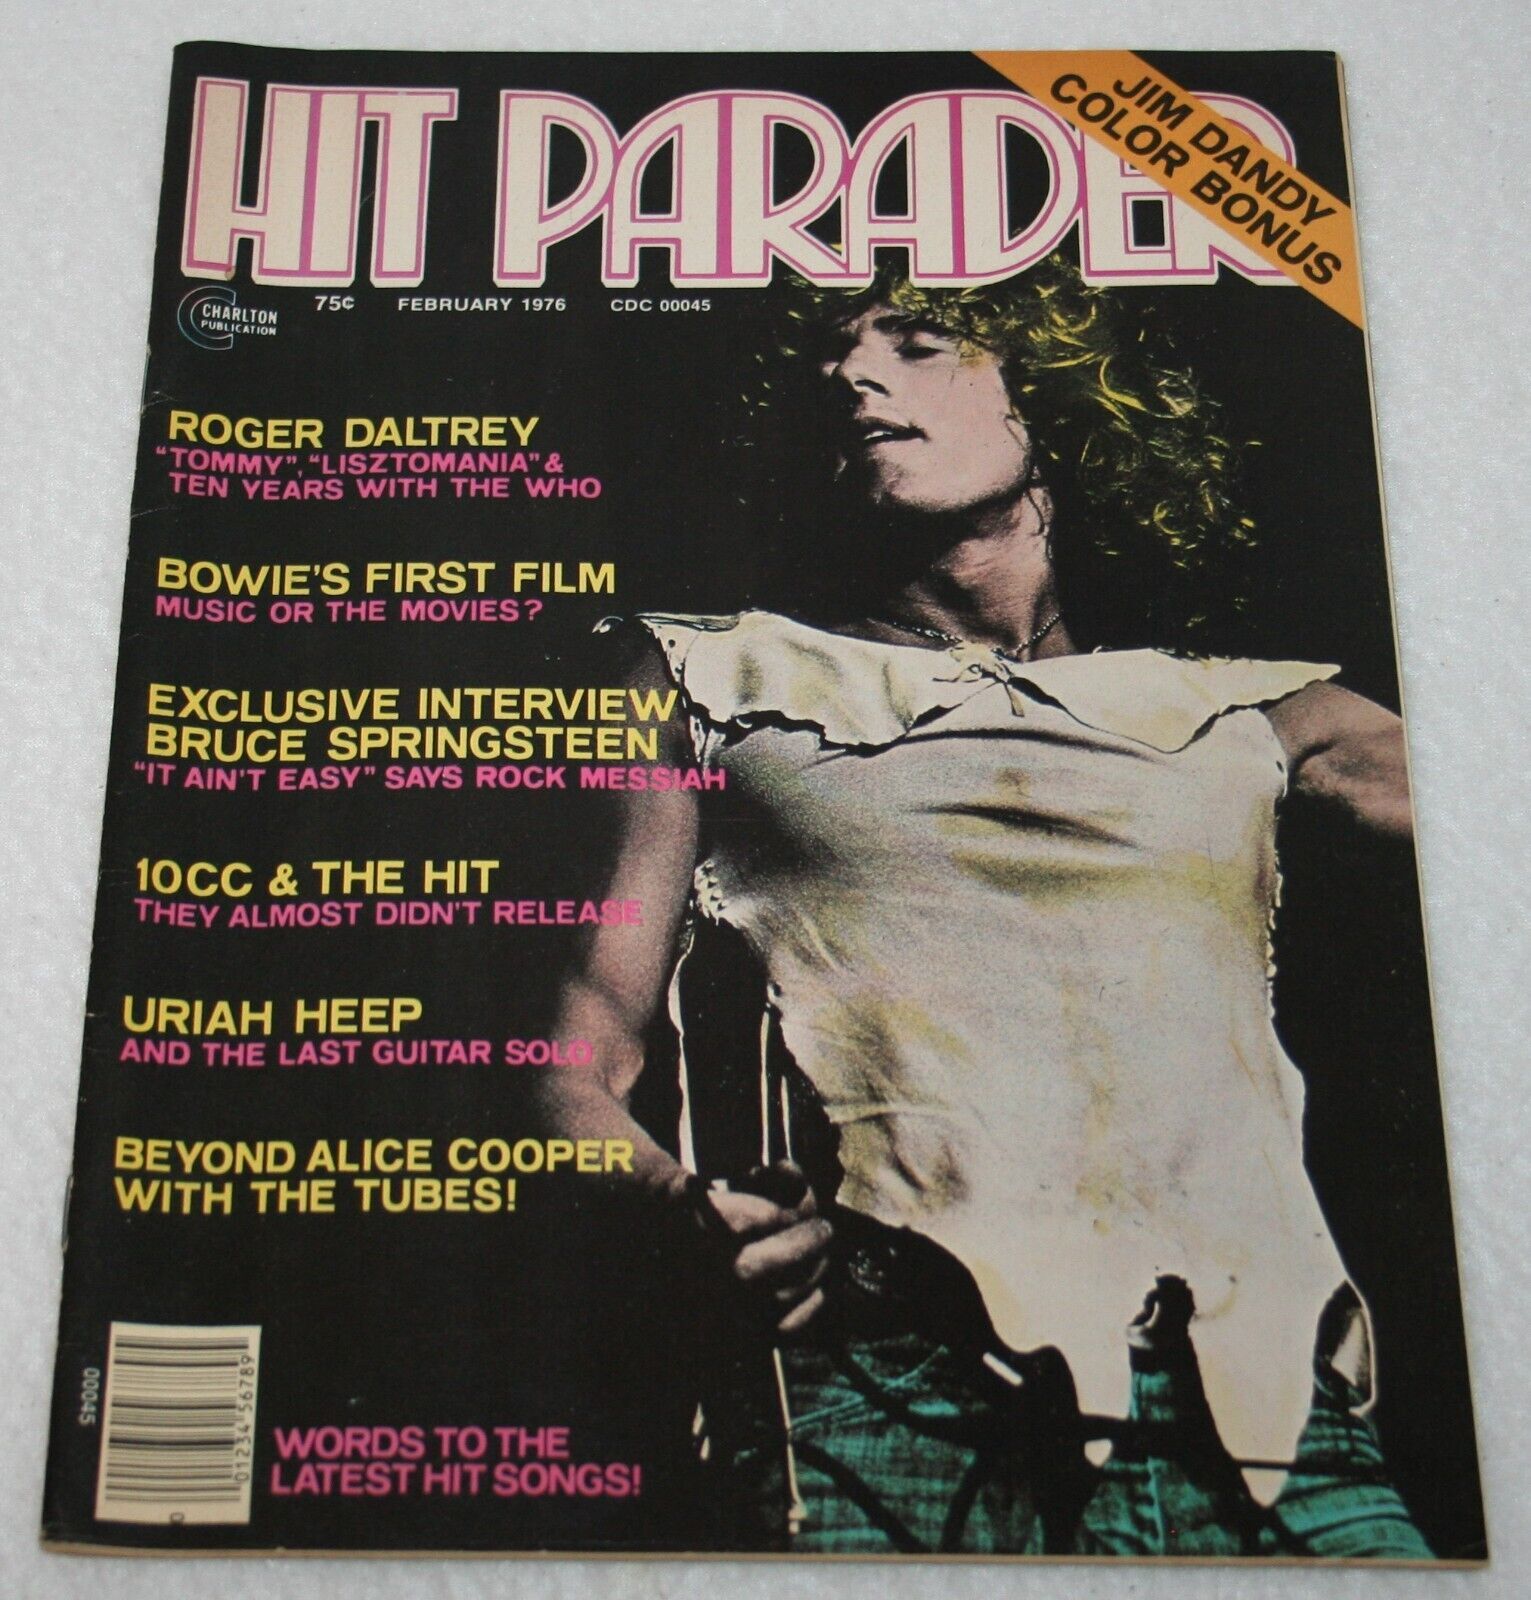 HIT PARADER
JIM DANDY
COLOR BONUS
CHARLTON
PUBLICATION
75¢ FEBRUARY 1976 CDC 00045
ROGER DALTREY
"TOMMY", "LISZTOMANIA" &
TEN YEARS WITH THE WHO
BOWIE'S FIRST FILM
MUSIC OR THE MOVIES?
EXCLUSIVE INTERVIEW
BRUCE SPRINGSTEEN
"IT AIN'T EASY" SAYS ROCK MESSIAH
10CC & THE HIT
THEY ALMOST DIDN'T RELEASE
URIAH HEEP
AND THE LAST GUITAR SOLO
BEYOND ALICE COOPER
WITH THE TUBES!
00045
01234 56789
0
WORDS TO THE
LATEST HIT SONGS!